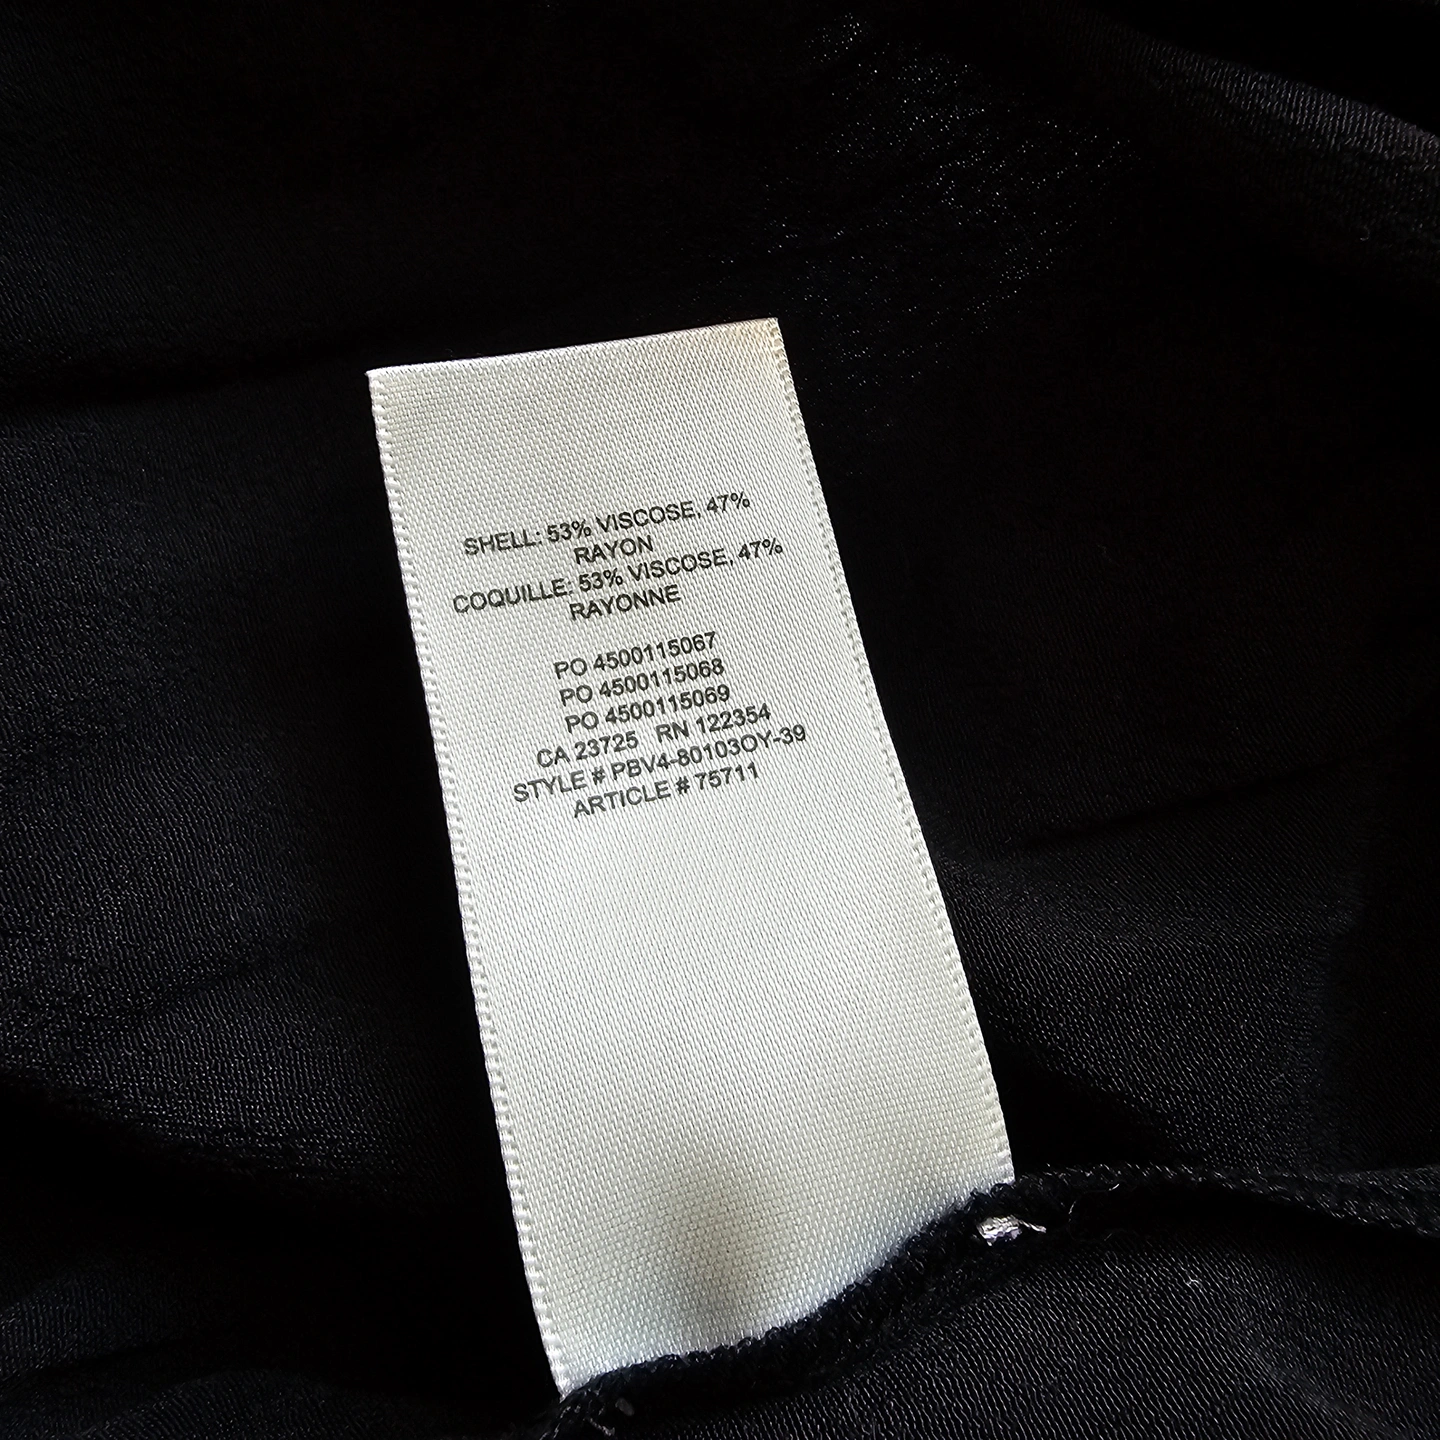 SHELL: 53% VISCOSE, 47%
RAYON
COQUILLE: 53% VISCOSE, 47%
RAYONNE
PO 4500115067
PO 4500115068
PO 4500115069
CA 23725 RN 122354
STYLE # PBV4-80103OY-39
ARTICLE # 75711